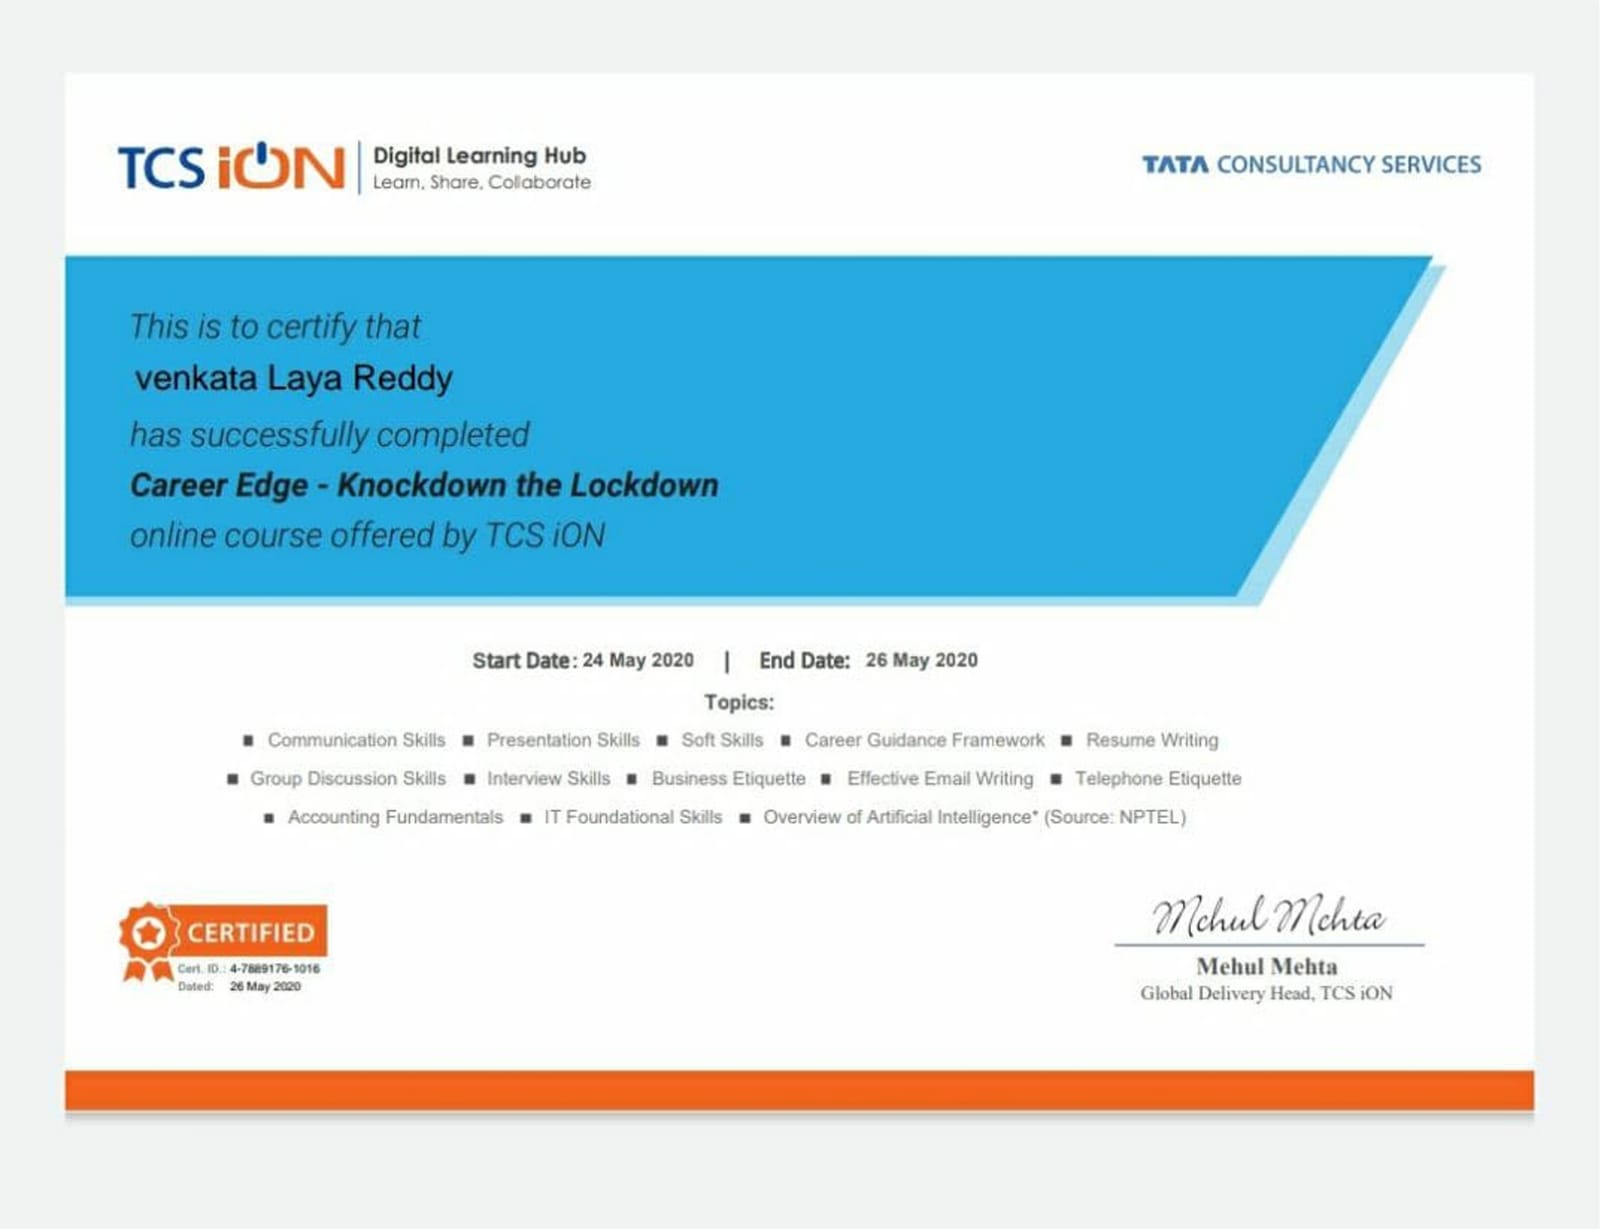 TCS iON
Digital Learning Hub
Learn, Share, Collaborate
TATA CONSULTANCY SERVICES
This is to certify that
venkata Laya Reddy
has successfully completed
Career Edge - Knockdown the Lockdown
online course offered by TCS iON
Start Date: 24 May 2020 | End Date: 26 May 2020
Topics:
■ Communication Skills ■ Presentation Skills ■ Soft Skills ■ Career Guidance Framework ■ Resume Writing
■ Group Discussion Skills ■ Interview Skills ■ Business Etiquette ■ Effective Email Writing ■ Telephone Etiquette
■ Accounting Fundamentals ■ IT Foundational Skills ■ Overview of Artificial Intelligence* (Source: NPTEL)
CERTIFIED
Cert. ID.: 4-7889176-1016
Dated: 26 May 2020
Mehul Mehta
Mehul Mehta
Global Delivery Head, TCS iON